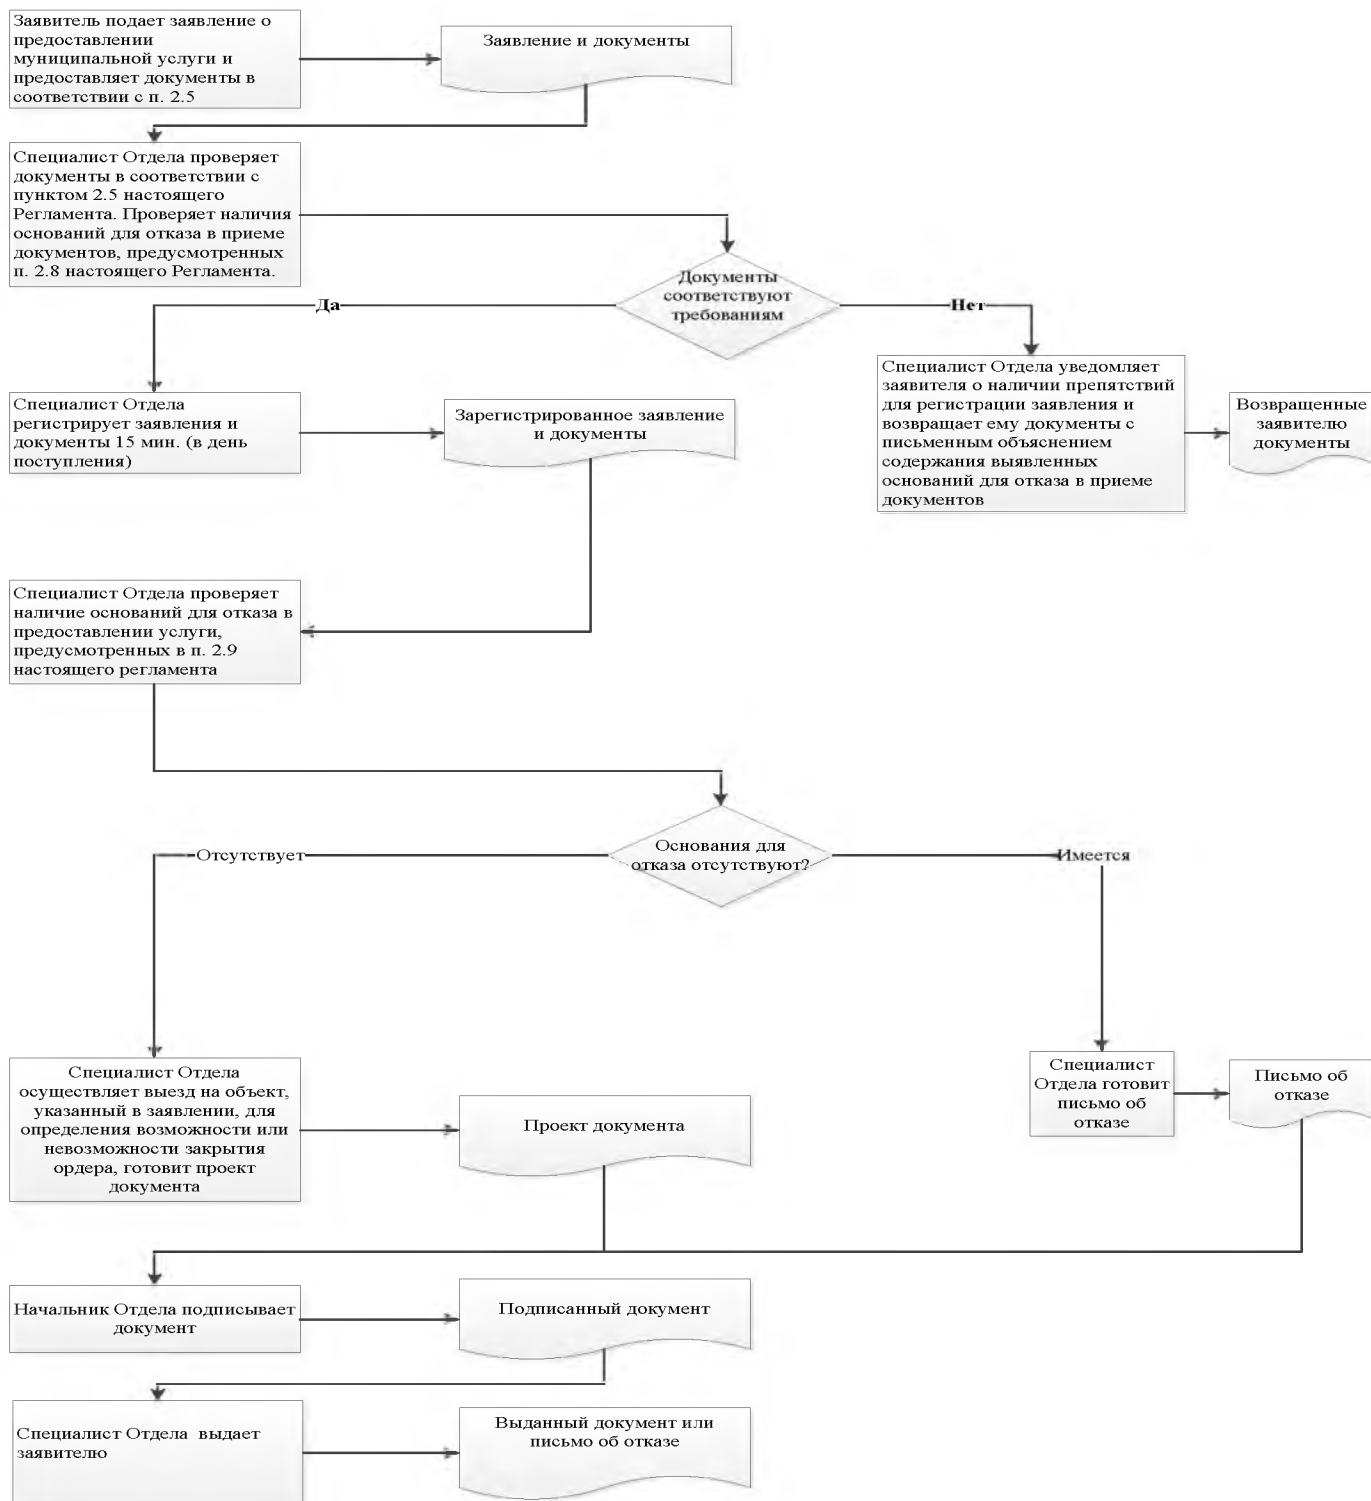 Заявитель подает заявление о
предоставлении
муниципальной услуги и
предоставляет документы в
соответствии с п. 2.5
Заявление и документы
Специалист Отдела проверяет
документы в соответствии с
пунктом 2.5 настоящего
Регламента. Проверяет наличия
оснований для отказа в приеме
документов, предусмотренных
п. 2.8 настоящего Регламента.
Документы
соответствуют
требованиям
Да
Нет
Специалист Отдела
регистрирует заявления и
документы 15 мин. (в день
поступления)
Зарегистрированное заявление
и документы
Специалист Отдела уведомляет
заявителя о наличии препятствий
для регистрации заявления и
возвращает ему документы с
письменным объяснением
содержания выявленных
оснований для отказа в приеме
документов
Возвращенные
заявителю
документы
Специалист Отдела проверяет
наличие оснований для отказа в
предоставлении услуги,
предусмотренных в п. 2.9
настоящего регламента
Основания для
отказа отсутствуют?
Отсутствует
Имеется
Специалист Отдела
осуществляет выезд на объект,
указанный в заявлении, для
определения возможности или
невозможности закрытия
ордера, готовит проект
документа
Проект документа
Специалист
Отдела готовит
письмо об
отказе
Письмо об
отказе
Начальник Отдела подписывает
документ
Подписанный документ
Специалист Отдела  выдает
заявителю
Выданный документ или
письмо об отказе